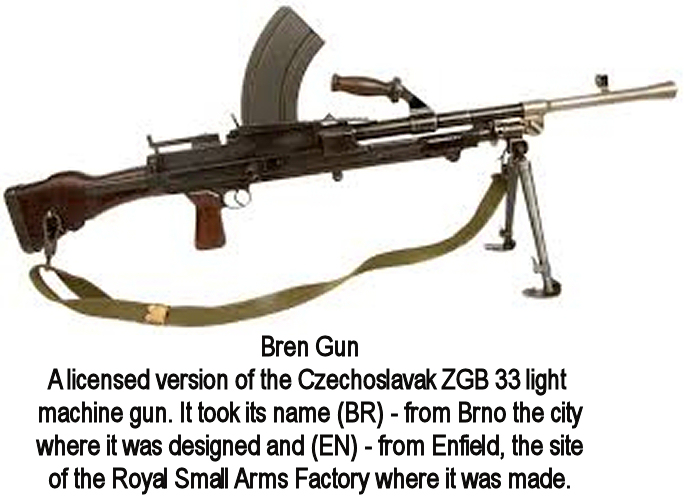 Bren Gun
A licensed version of the Czechoslavak ZGB 33 light
machine gun. It took its name (BR) - from Brno the city
where it was designed and (EN) - from Enfield, the site
of the Royal Small Arms Factory where it was made.